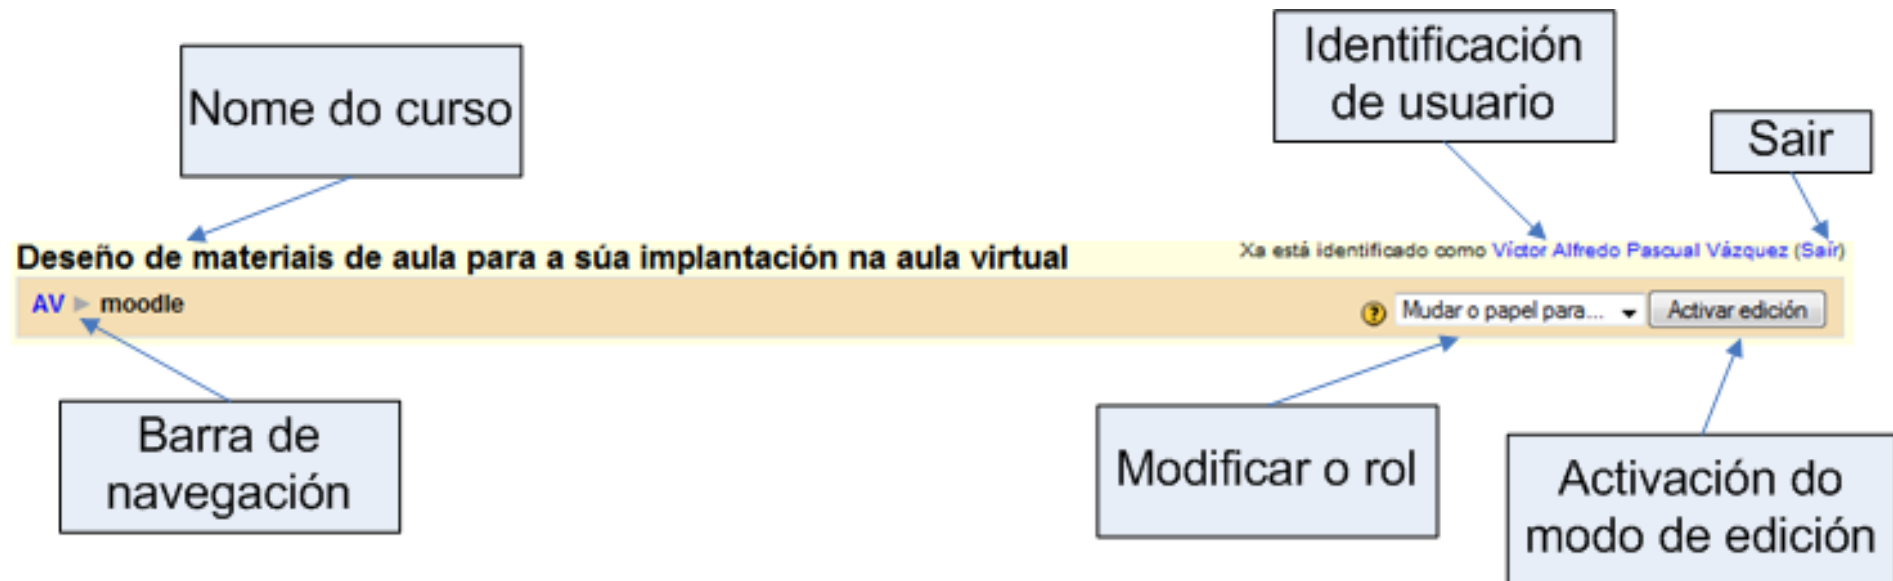 Nome do curso
Identificación
de usuario
Sair
Deseño de materiais de aula para a súa implantación na aula virtual
Xa está identificado como Víctor Alfredo Pascual Vázquez (Saír)
AV ► moodle
? Mudar o papel para... Activar edición
Barra de
navegación
Modificar o rol
Activación do
modo de edición